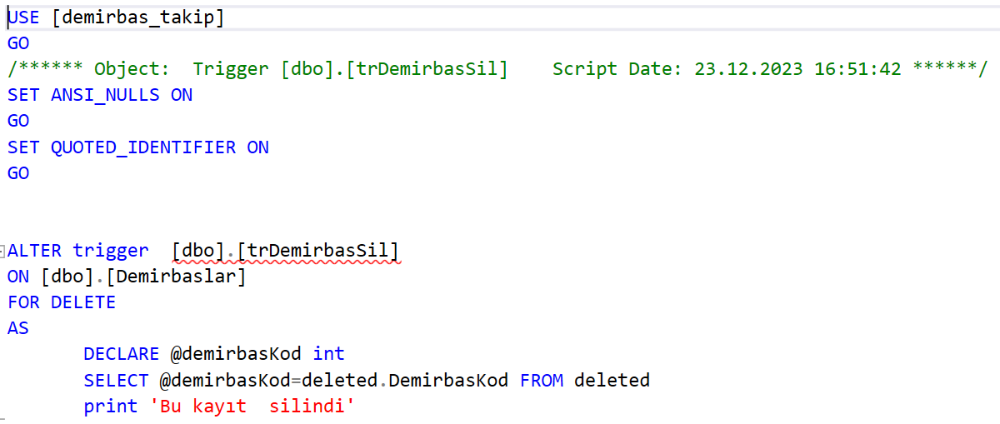 USE [demirbas_takip]
GO
/****** Object:  Trigger [dbo].[trDemirbasSil]    Script Date: 23.12.2023 16:51:42 ******/
SET ANSI_NULLS ON
GO
SET QUOTED_IDENTIFIER ON
GO
ALTER trigger  [dbo].[trDemirbasSil]
ON [dbo].[Demirbaslar]
FOR DELETE
AS
DECLARE @demirbasKod int
SELECT @demirbasKod=deleted.DemirbasKod FROM deleted
print 'Bu kayıt  silindi'